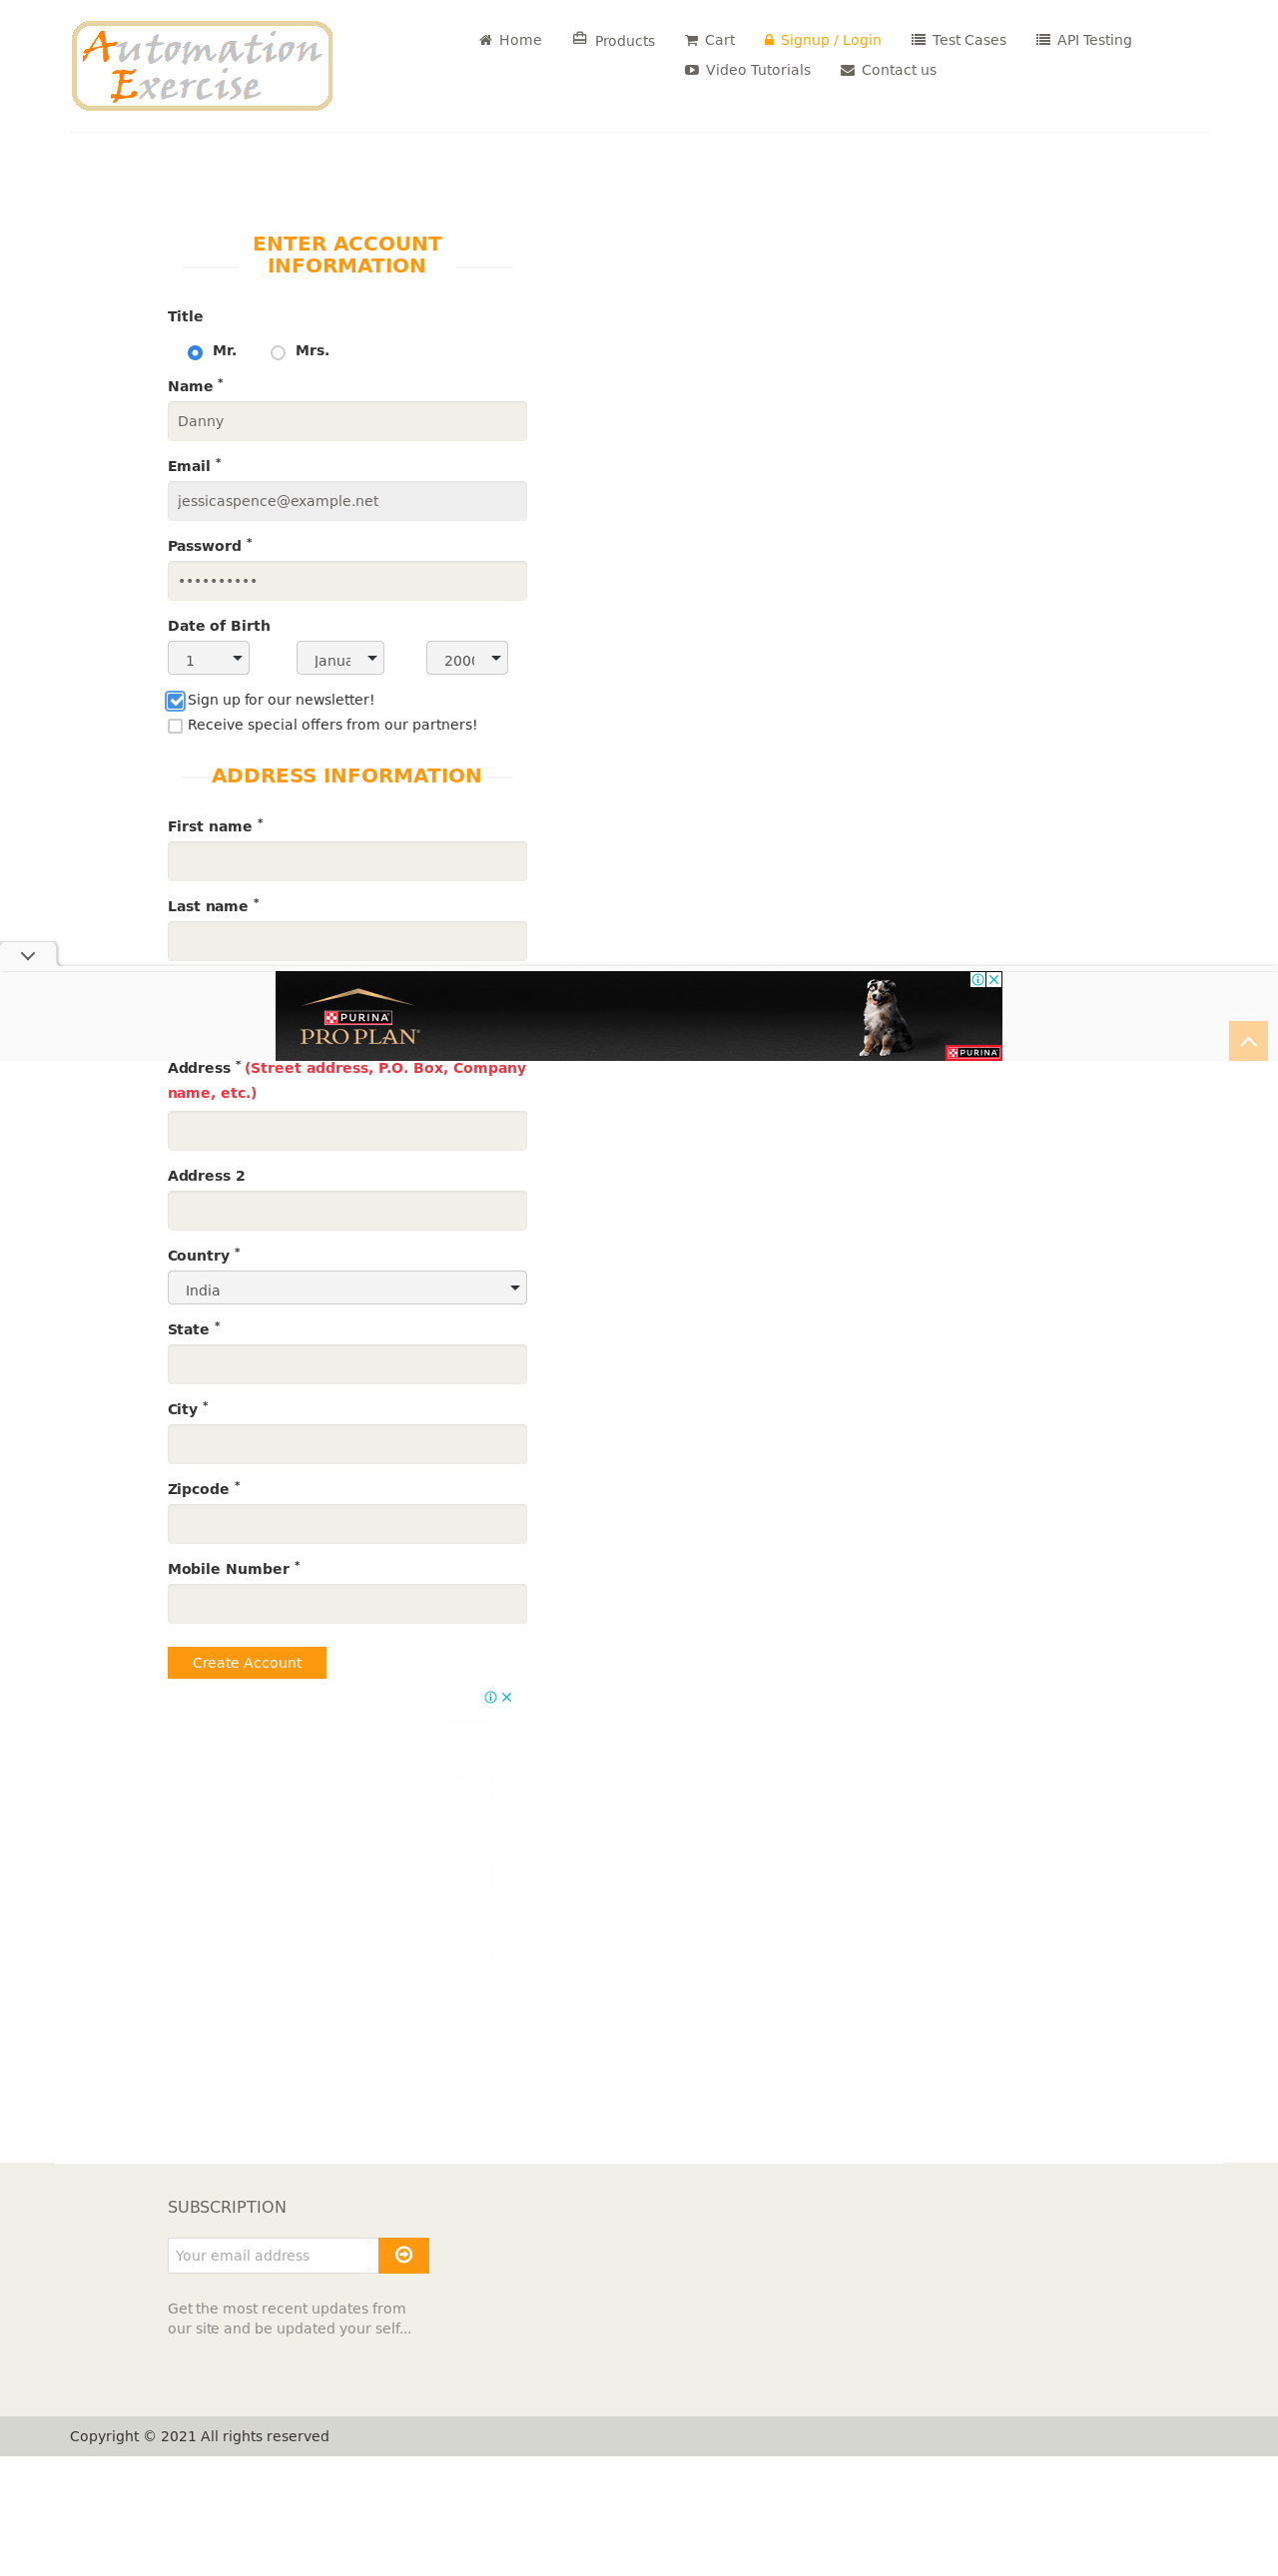 Automation
Exercise
Home
Products
Cart
Signup / Login
Test Cases
API Testing
Video Tutorials
Contact us
ENTER ACCOUNT
INFORMATION
Title
Mr.
Mrs.
Name *
Danny
Email *
jessicaspence@example.net
Password *
••••••••••
Date of Birth
1
Janua
2000
Sign up for our newsletter!
Receive special offers from our partners!
ADDRESS INFORMATION
First name *
Last name *
PURINA
PRO PLAN®
PURINA
Address * (Street address, P.O. Box, Company
name, etc.)
Address 2
Country *
India
State *
City *
Zipcode *
Mobile Number *
Create Account
SUBSCRIPTION
Your email address
Get the most recent updates from
our site and be updated your self...
Copyright © 2021 All rights reserved